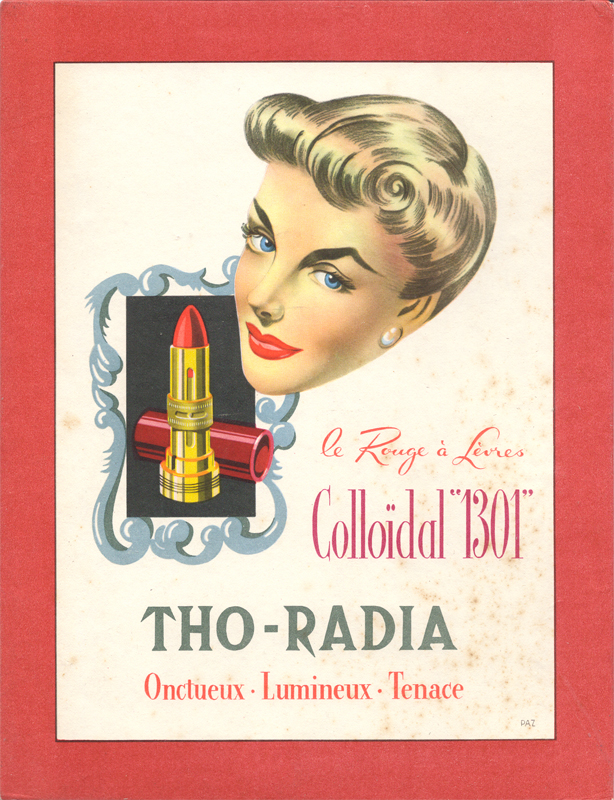 le Rouge à Lèvres
Colloïdal "1301"
THO-RADIA
Onctueux · Lumineux · Tenace
PAZ